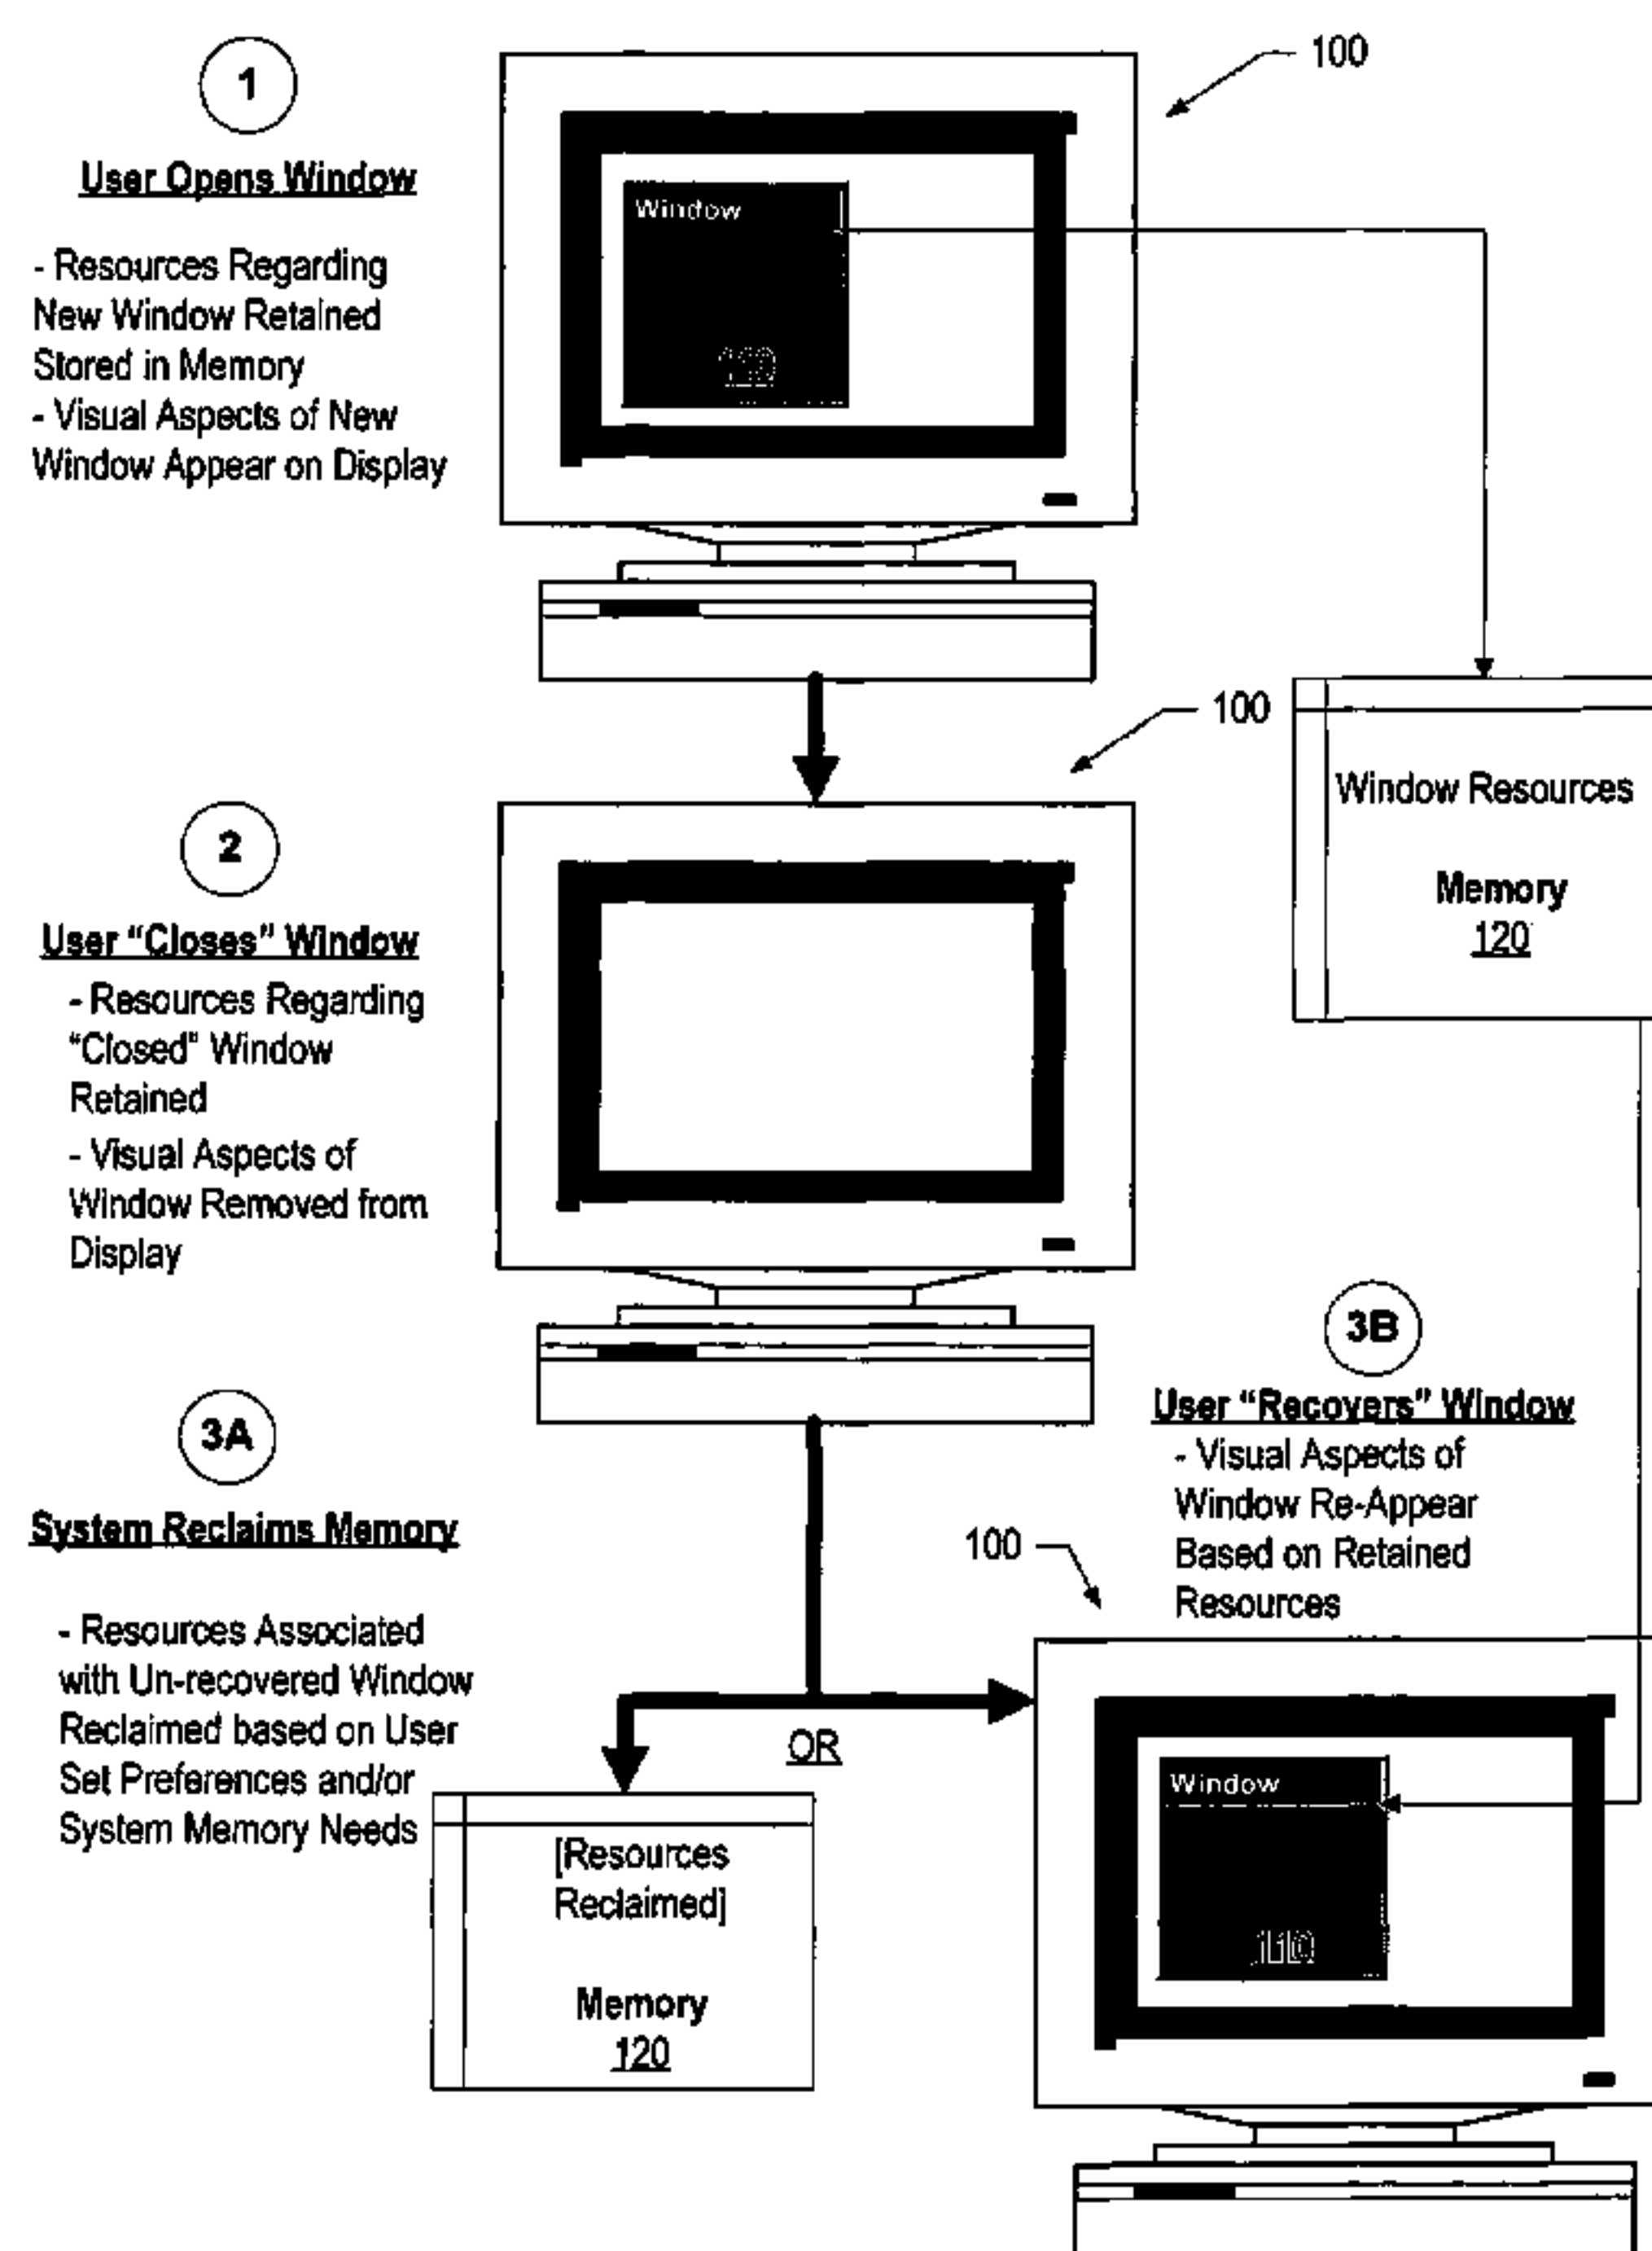 1
100
User Opens Window
- Resources Regarding
New Window Retained
Stored in Memory
- Visual Aspects of New
Window Appear on Display
Window
100
Window Resources
Memory
120
2
User "Closes" Window
- Resources Regarding
"Closed" Window
Retained
- Visual Aspects of
Window Removed from
Display
3A
System Reclaims Memory
- Resources Associated
with Un-recovered Window
Reclaimed based on User
Set Preferences and/or
System Memory Needs
OR
[Resources
Reclaimed]
Memory
120
3B
User "Recovers" Window
- Visual Aspects of
Window Re-Appear
Based on Retained
Resources
100
Window
110